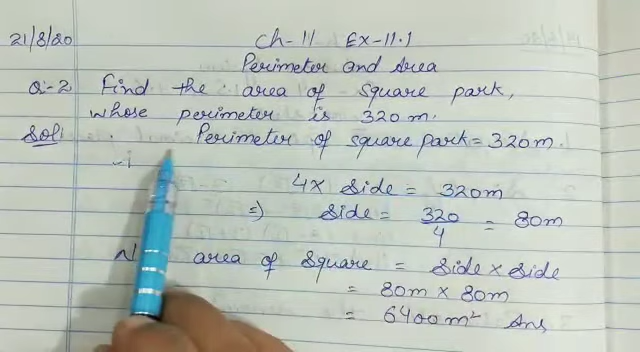 21/8/20
Ch-11 Ex-11.1
Perimeter and Area
Q-2 Find the area of square park,
whose perimeter is 320 m.
Sol: Perimeter of square park = 320m.
4 x side = 320m
=> side = 320/4 = 80m
area of square = side x side
= 80m x 80m
= 6400m² Ans